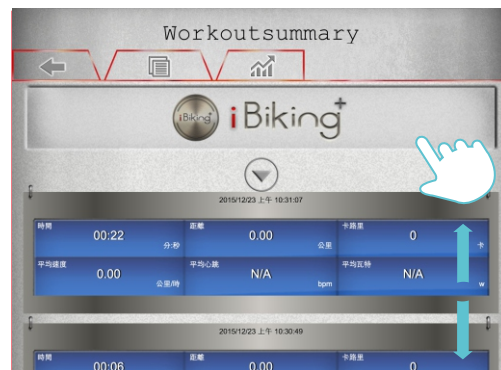 Workoutsummary
iBiking
iBiking+
2015/12/23 上午 10:31:07
時間 距離 卡路里
00:22 分:秒 0.00 公里 0 卡
平均速度 平均心跳 平均瓦特
0.00 公里/時 N/A bpm N/A w
2015/12/23 上午 10:30:49
時間 距離 卡路里
00:06 0.00 0